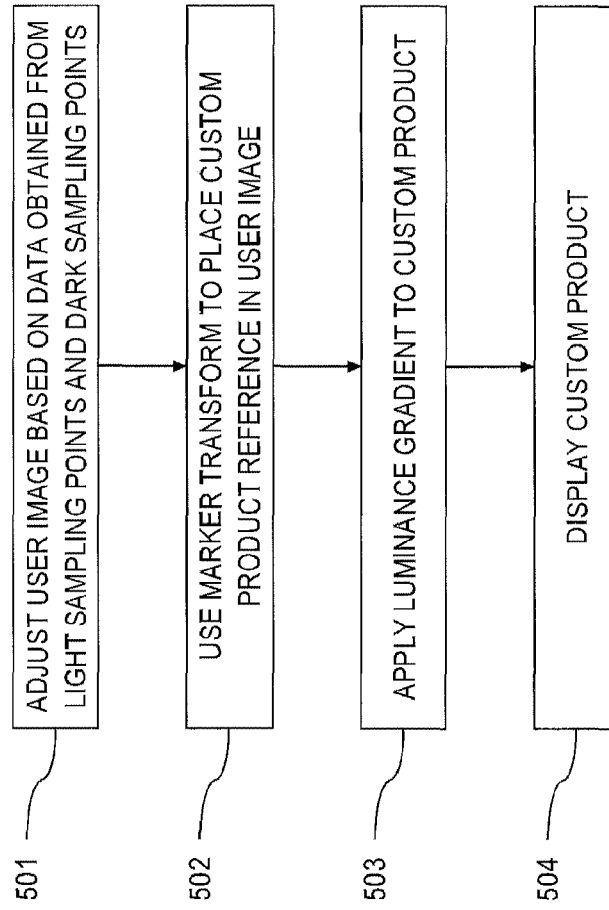 501
ADJUST USER IMAGE BASED ON DATA OBTAINED FROM
LIGHT SAMPLING POINTS AND DARK SAMPLING POINTS
502
USE MARKER TRANSFORM TO PLACE CUSTOM
PRODUCT REFERENCE IN USER IMAGE
503
APPLY LUMINANCE GRADIENT TO CUSTOM PRODUCT
504
DISPLAY CUSTOM PRODUCT